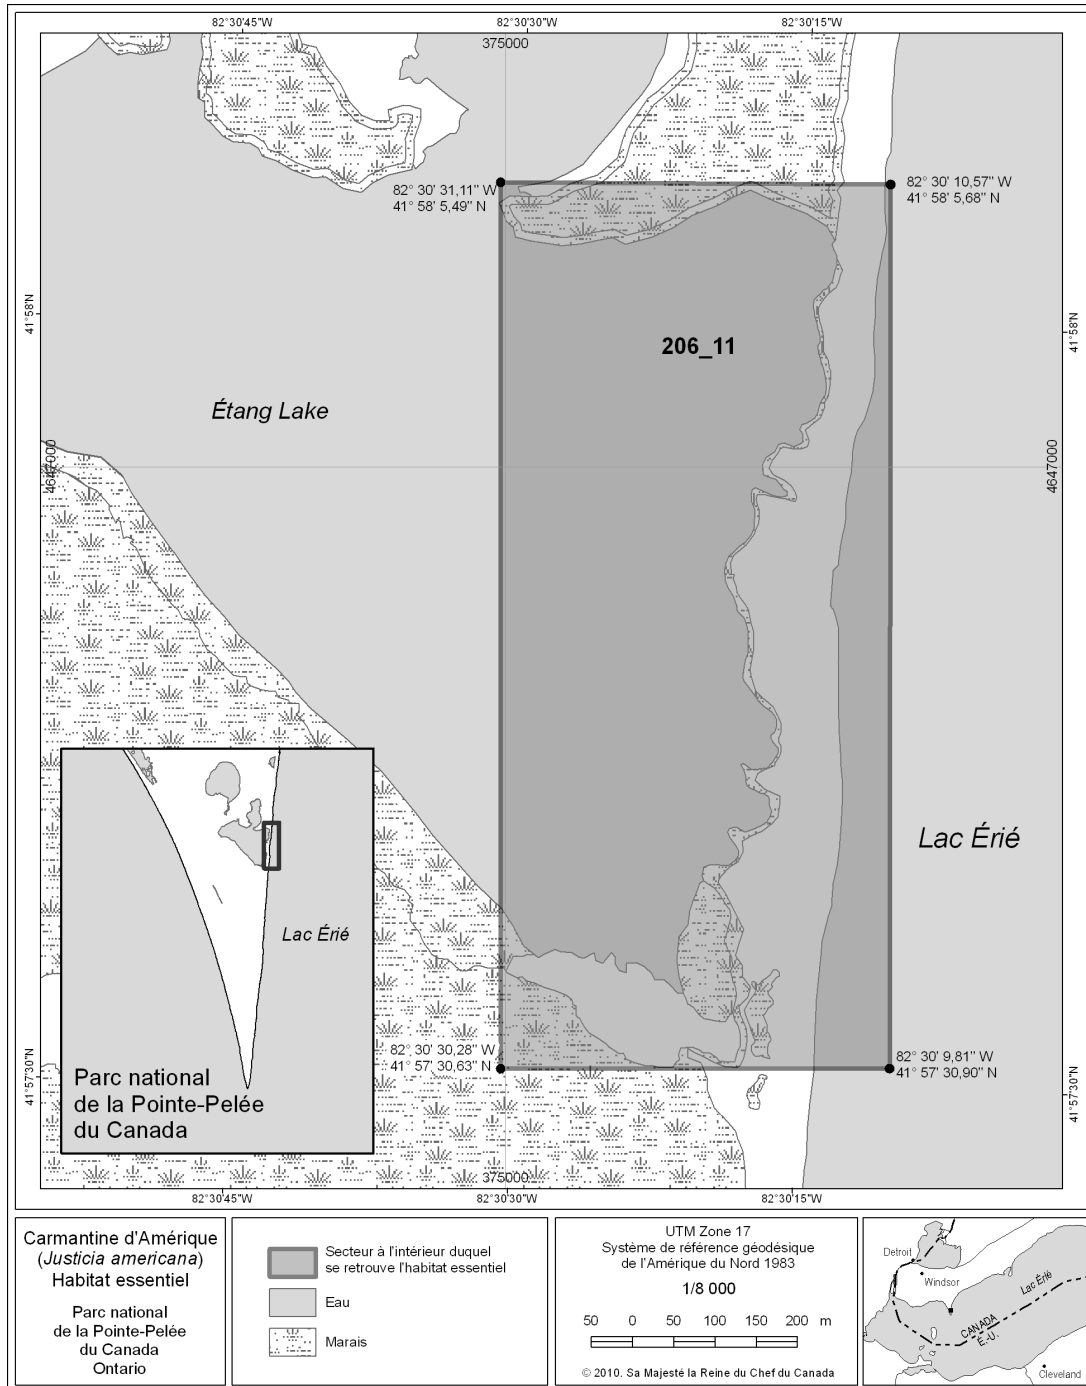 82°30'45"W
82°30'30"W
82°30'15"W
375000
82° 30' 31,11" W
41° 58' 5,49" N
82° 30' 10,57" W
41° 58' 5,68" N
41°58'N
41°58'N
206_11
Étang Lake
4647000
4647000
Lac Érié
Lac Érié
82° 30' 30,28" W
41° 57' 30,63" N
82° 30' 9,81" W
41° 57' 30,90" N
41°57'30"N
41°57'30"N
Parc national
de la Pointe-Pelée
du Canada
375000
82°30'45"W
82°30'30"W
82°30'15"W
Carmantine d'Amérique
(Justicia americana)
Habitat essentiel
Parc national
de la Pointe-Pelée
du Canada
Ontario
Secteur à l'intérieur duquel
se retrouve l'habitat essentiel
Eau
Marais
UTM Zone 17
Système de référence géodésique
de l'Amérique du Nord 1983
1/8 000
50 0 50 100 150 200 m
© 2010. Sa Majesté la Reine du Chef du Canada
Detroit
Windsor
Lac Érié
CANADA
É.-U.
Cleveland